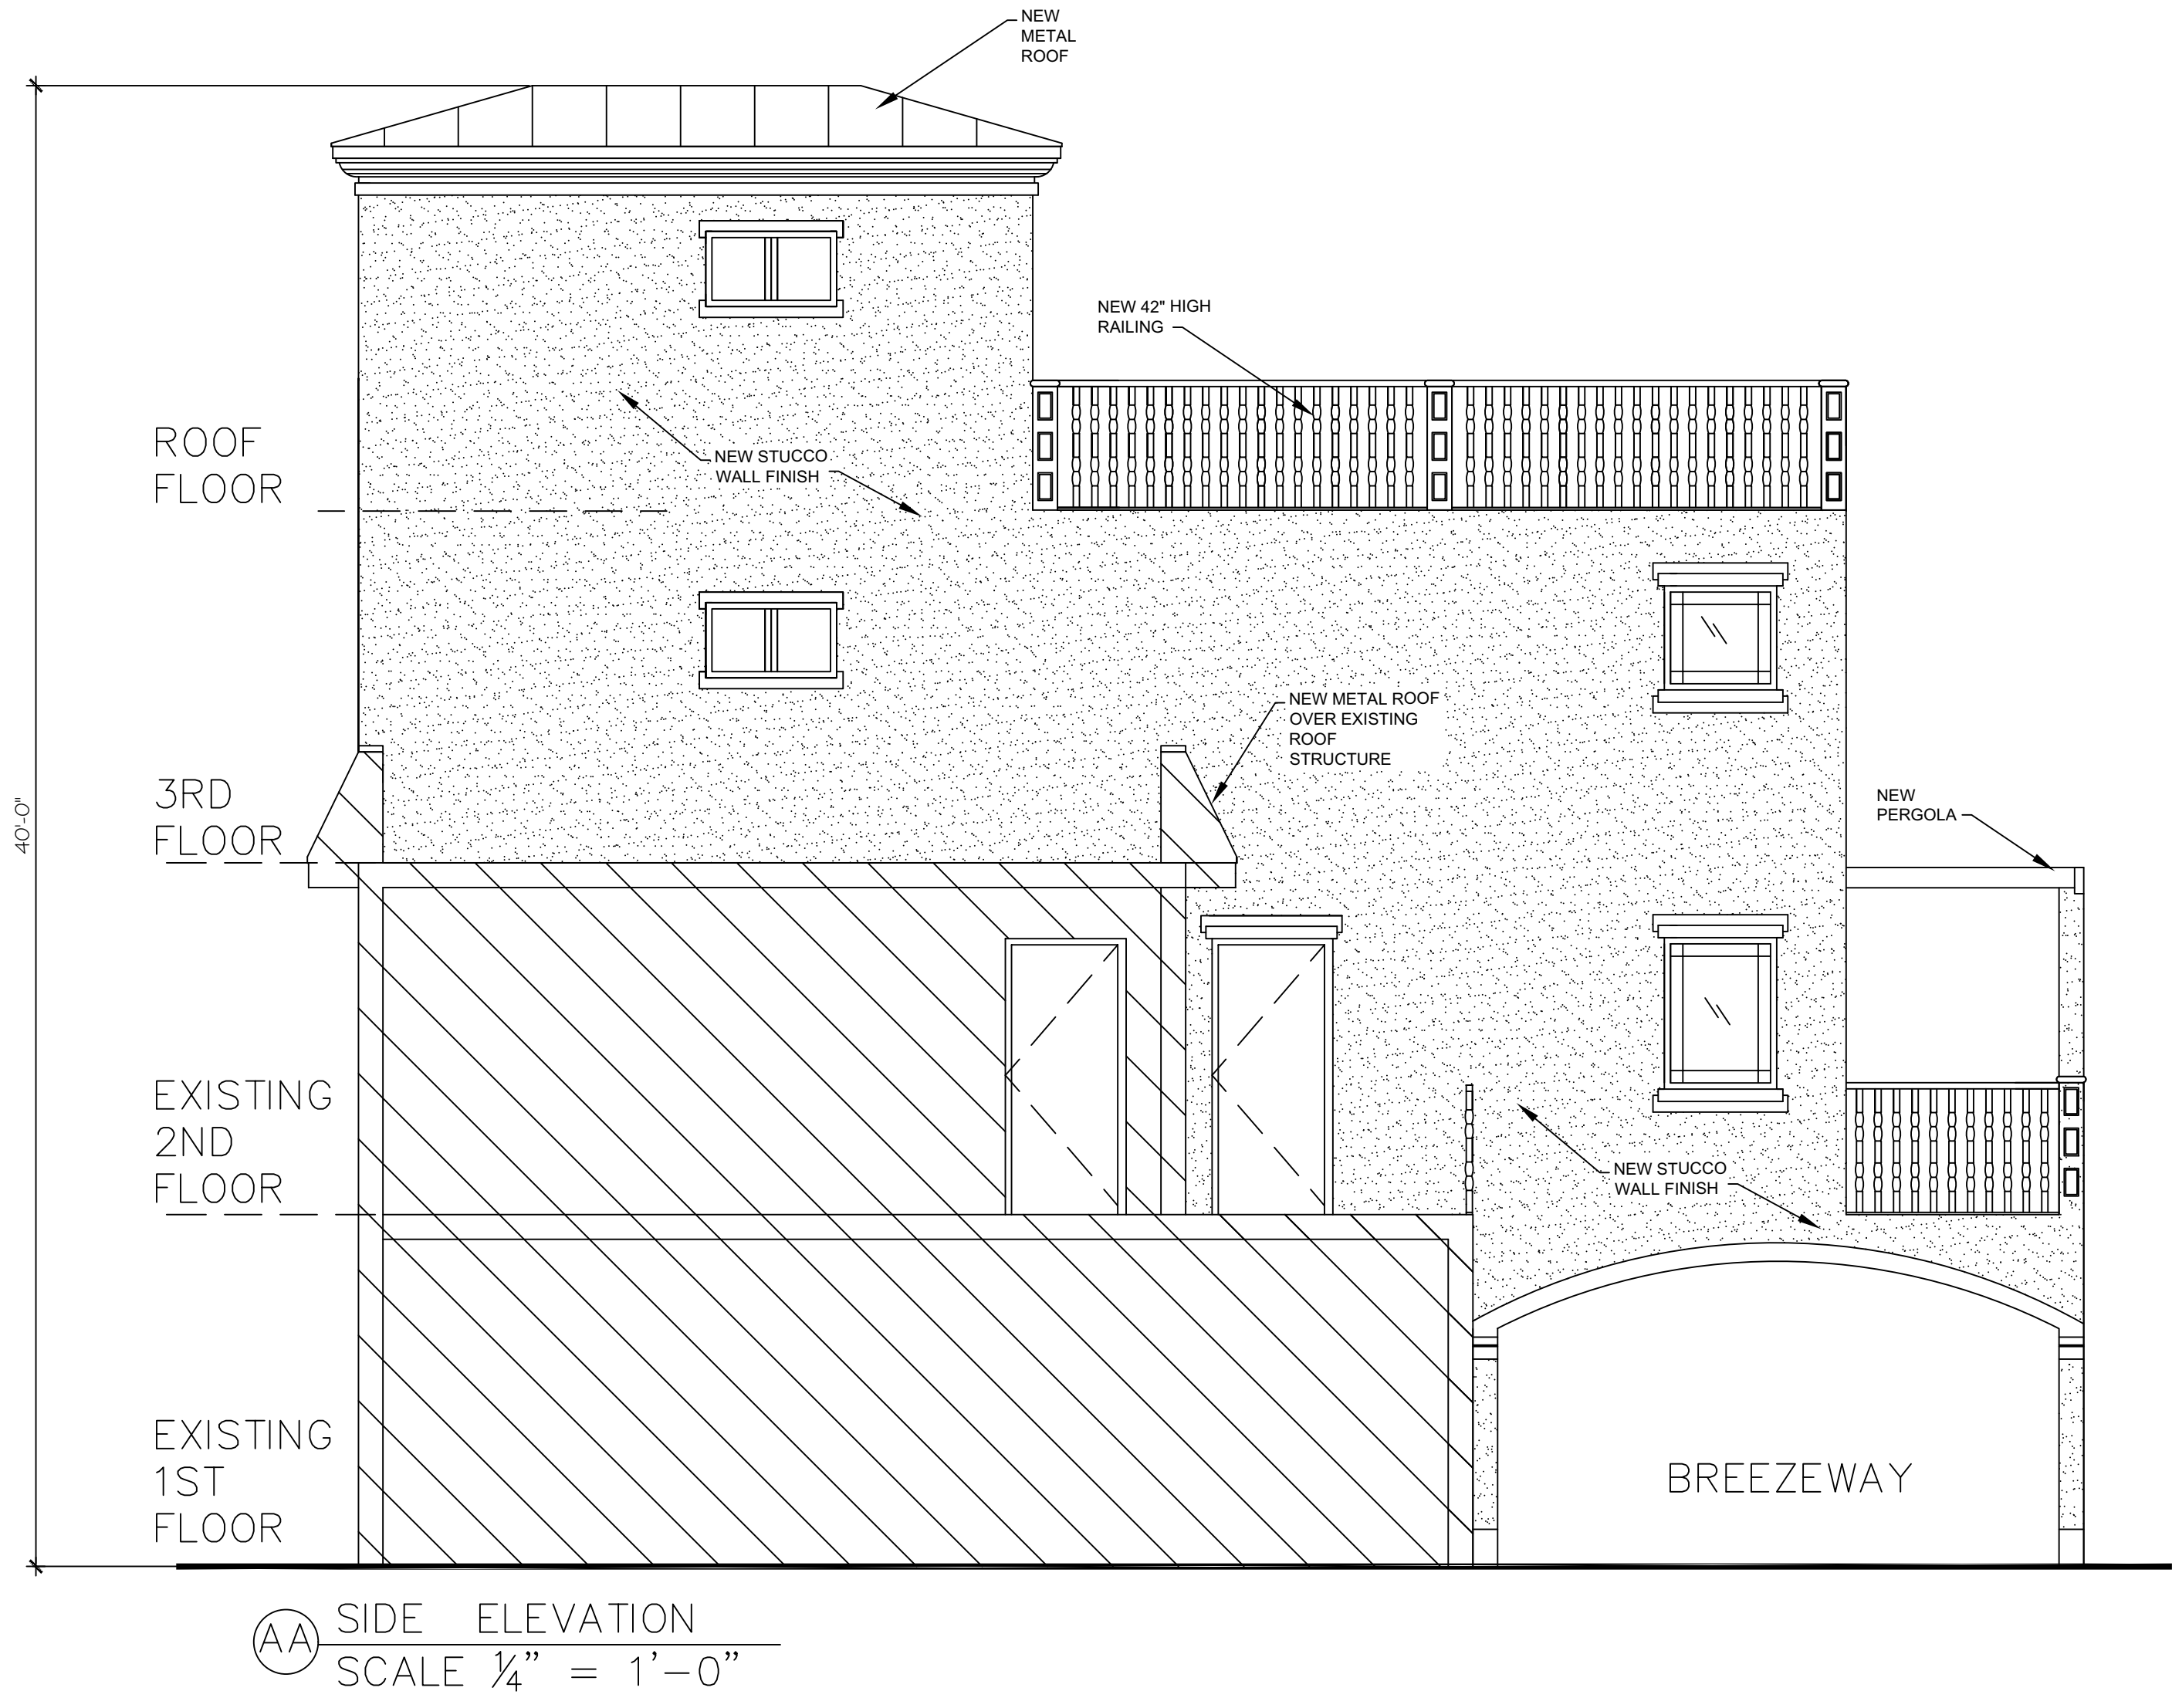 NEW
METAL
ROOF
NEW 42" HIGH
RAILING
ROOF
FLOOR
NEW STUCCO
WALL FINISH
NEW METAL ROOF
OVER EXISTING
ROOF
STRUCTURE
3RD
FLOOR
NEW
PERGOLA
40'-0"
EXISTING
2ND
FLOOR
NEW STUCCO
WALL FINISH
EXISTING
1ST
FLOOR
BREEZEWAY
AA
SIDE ELEVATION
SCALE ¼” = 1’-0”